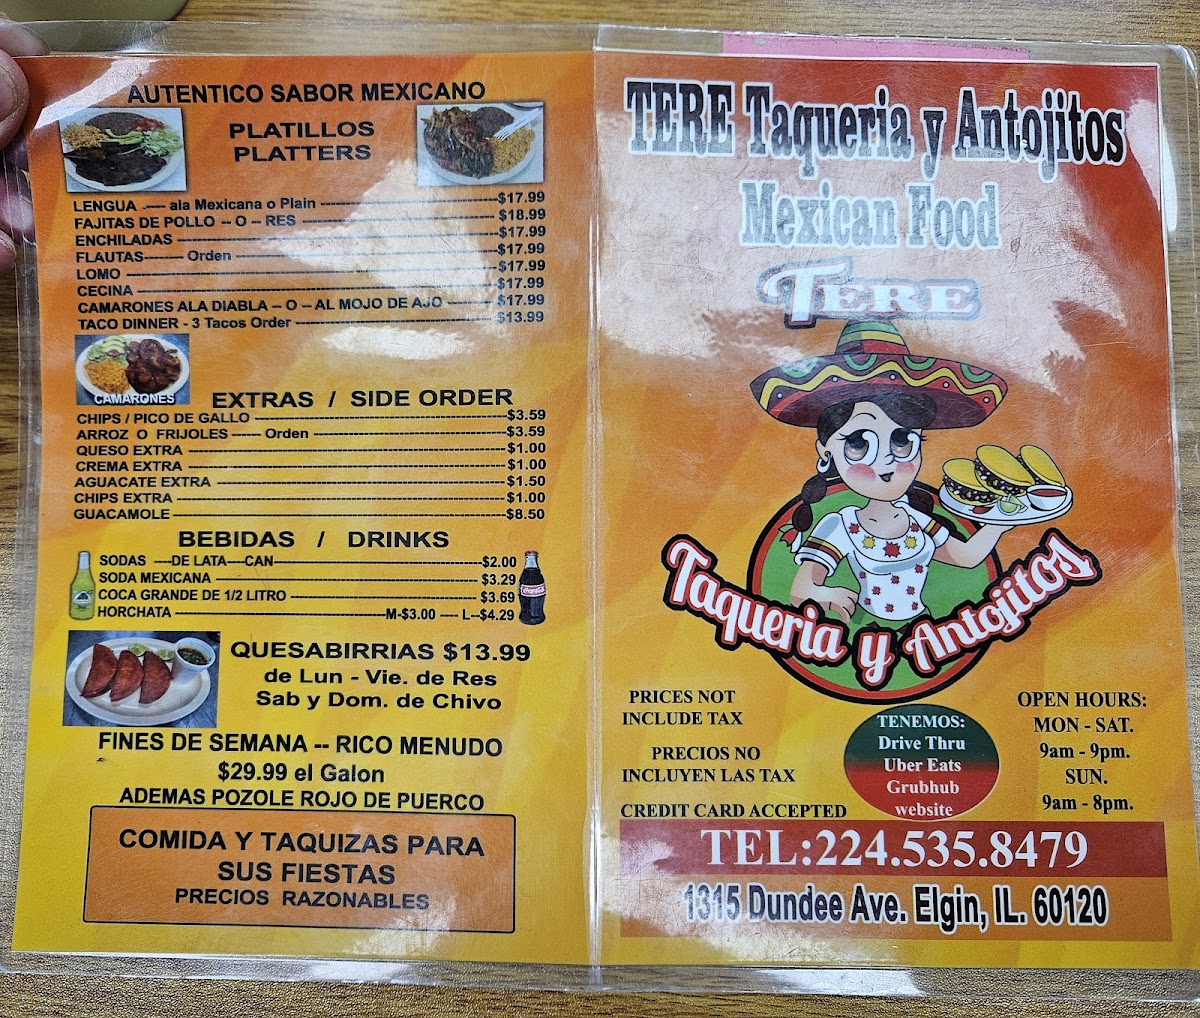 AUTENTICO SABOR MEXICANO
PLATILLOS
PLATTERS
LENGUA ---- ala Mexicana o Plain ---- $17.99
FAJITAS DE POLLO -- O -- RES ---- $18.99
ENCHILADAS ---- $17.99
FLAUTAS---- Orden ---- $17.99
LOMO ---- $17.99
CECINA ---- $17.99
CAMARONES ALA DIABLA -- O -- AL MOJO DE AJO ---- $17.99
TACO DINNER - 3 Tacos Order ---- $13.99
CAMARONES
EXTRAS / SIDE ORDER
CHIPS / PICO DE GALLO ---- $3.59
ARROZ O FRIJOLES ---- Orden ---- $3.59
QUESO EXTRA ---- $1.00
CREMA EXTRA ---- $1.00
AGUACATE EXTRA ---- $1.50
CHIPS EXTRA ---- $1.00
GUACAMOLE ---- $8.50
BEBIDAS / DRINKS
SODAS ----DE LATA----CAN---- $2.00
SODA MEXICANA ---- $3.29
COCA GRANDE DE 1/2 LITRO ---- $3.69
HORCHATA ----M-$3.00 ---- L--$4.29
QUESABIRRIAS $13.99
de Lun - Vie. de Res
Sab y Dom. de Chivo
FINES DE SEMANA -- RICO MENUDO
$29.99 el Galon
ADEMAS POZOLE ROJO DE PUERCO
COMIDA Y TAQUIZAS PARA
SUS FIESTAS
PRECIOS RAZONABLES
TERE Taqueria y Antojitos
Mexican Food
TERE
Taqueria y Antojitos
PRICES NOT
INCLUDE TAX
PRECIOS NO
INCLUYEN LAS TAX
CREDIT CARD ACCEPTED
TENEMOS:
Drive Thru
Uber Eats
Grubhub
website
OPEN HOURS:
MON - SAT.
9am - 9pm.
SUN.
9am - 8pm.
TEL:224.535.8479
1315 Dundee Ave. Elgin, IL. 60120